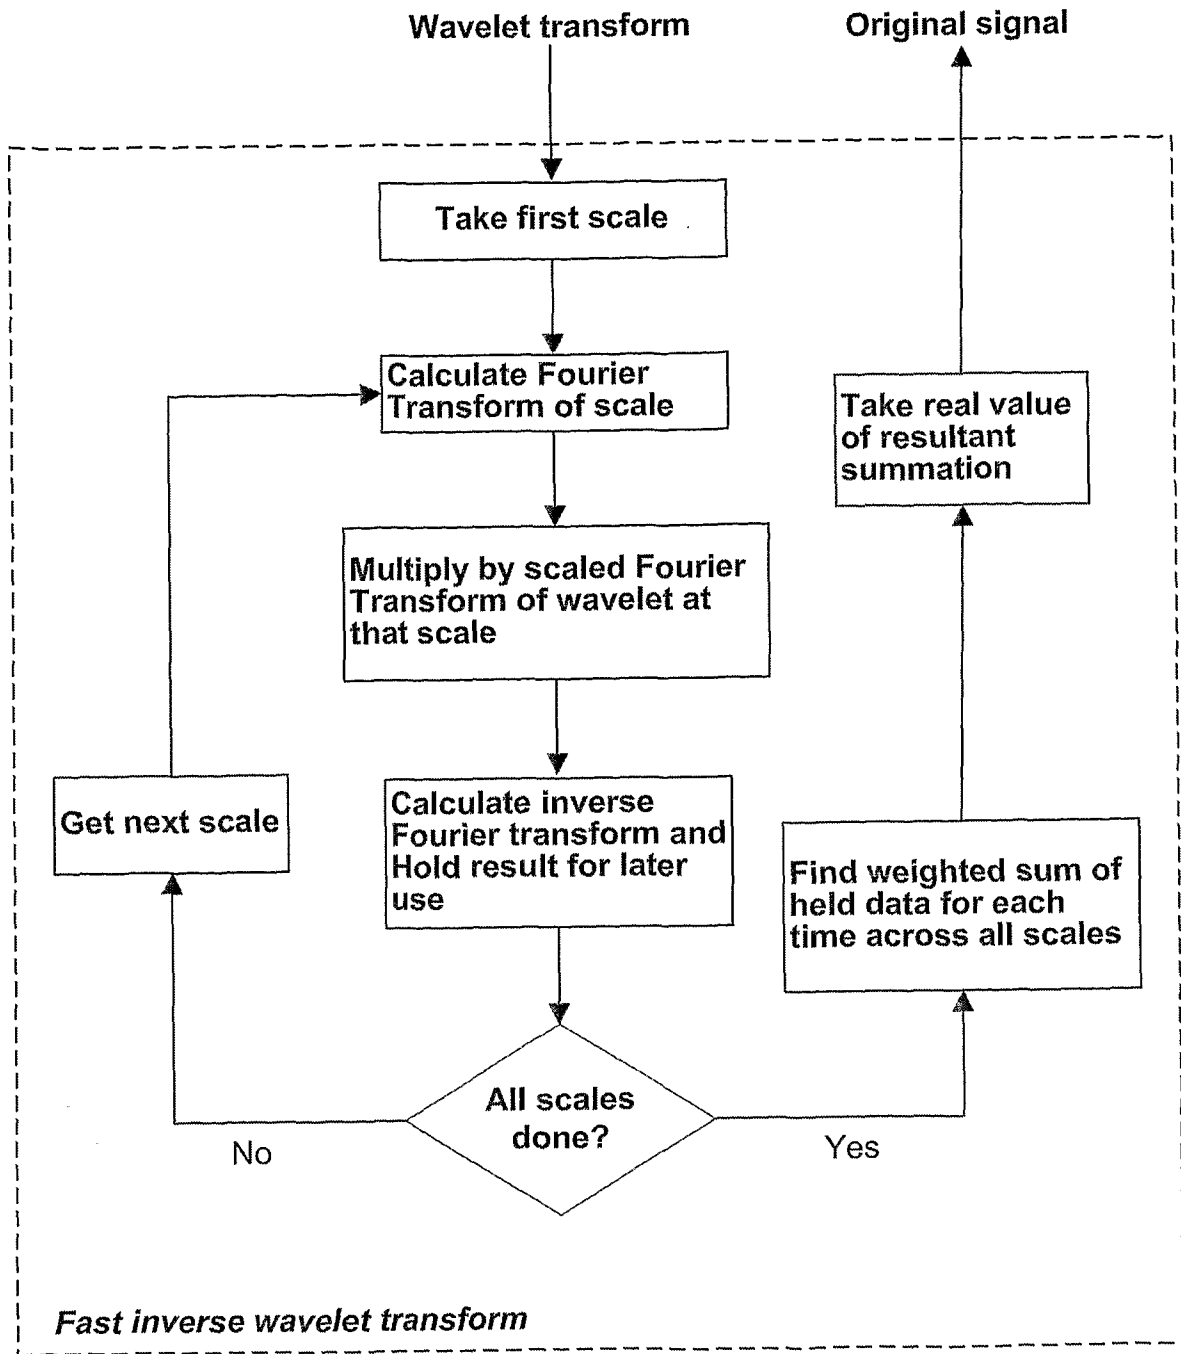 Wavelet transform
Original signal
Take first scale
Calculate Fourier
Transform of scale
Take real value
of resultant
summation
Multiply by scaled Fourier
Transform of wavelet at
that scale
Get next scale
Calculate inverse
Fourier transform and
Hold result for later
use
Find weighted sum of
held data for each
time across all scales
All scales
done?
No
Yes
Fast inverse wavelet transform